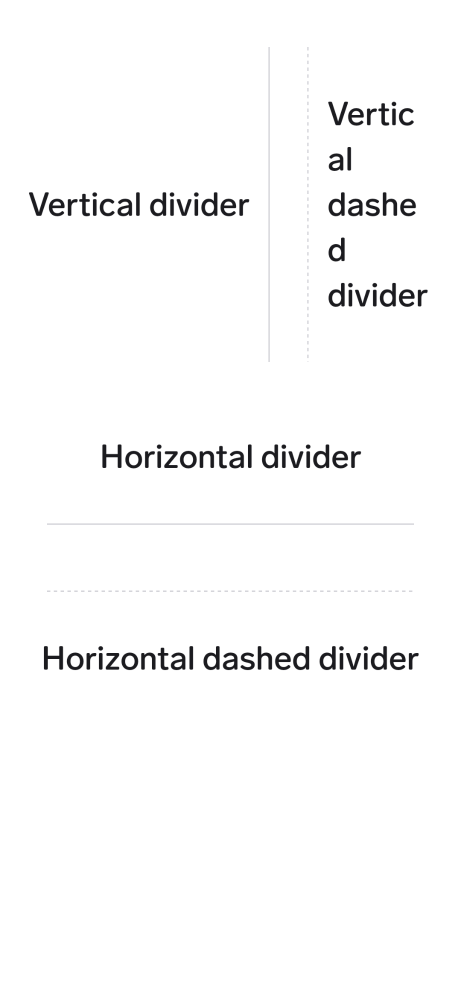 Vertical divider
Vertic
al
dashe
d
divider
Horizontal divider
Horizontal dashed divider